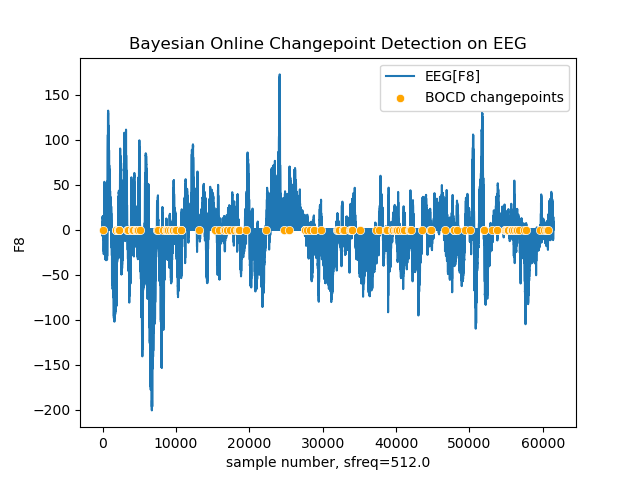 Bayesian Online Changepoint Detection on EEG
EEG[F8]
BOCD changepoints
F8
150
100
50
0
−50
−100
−150
−200
0 10000 20000 30000 40000 50000 60000
sample number, sfreq=512.0